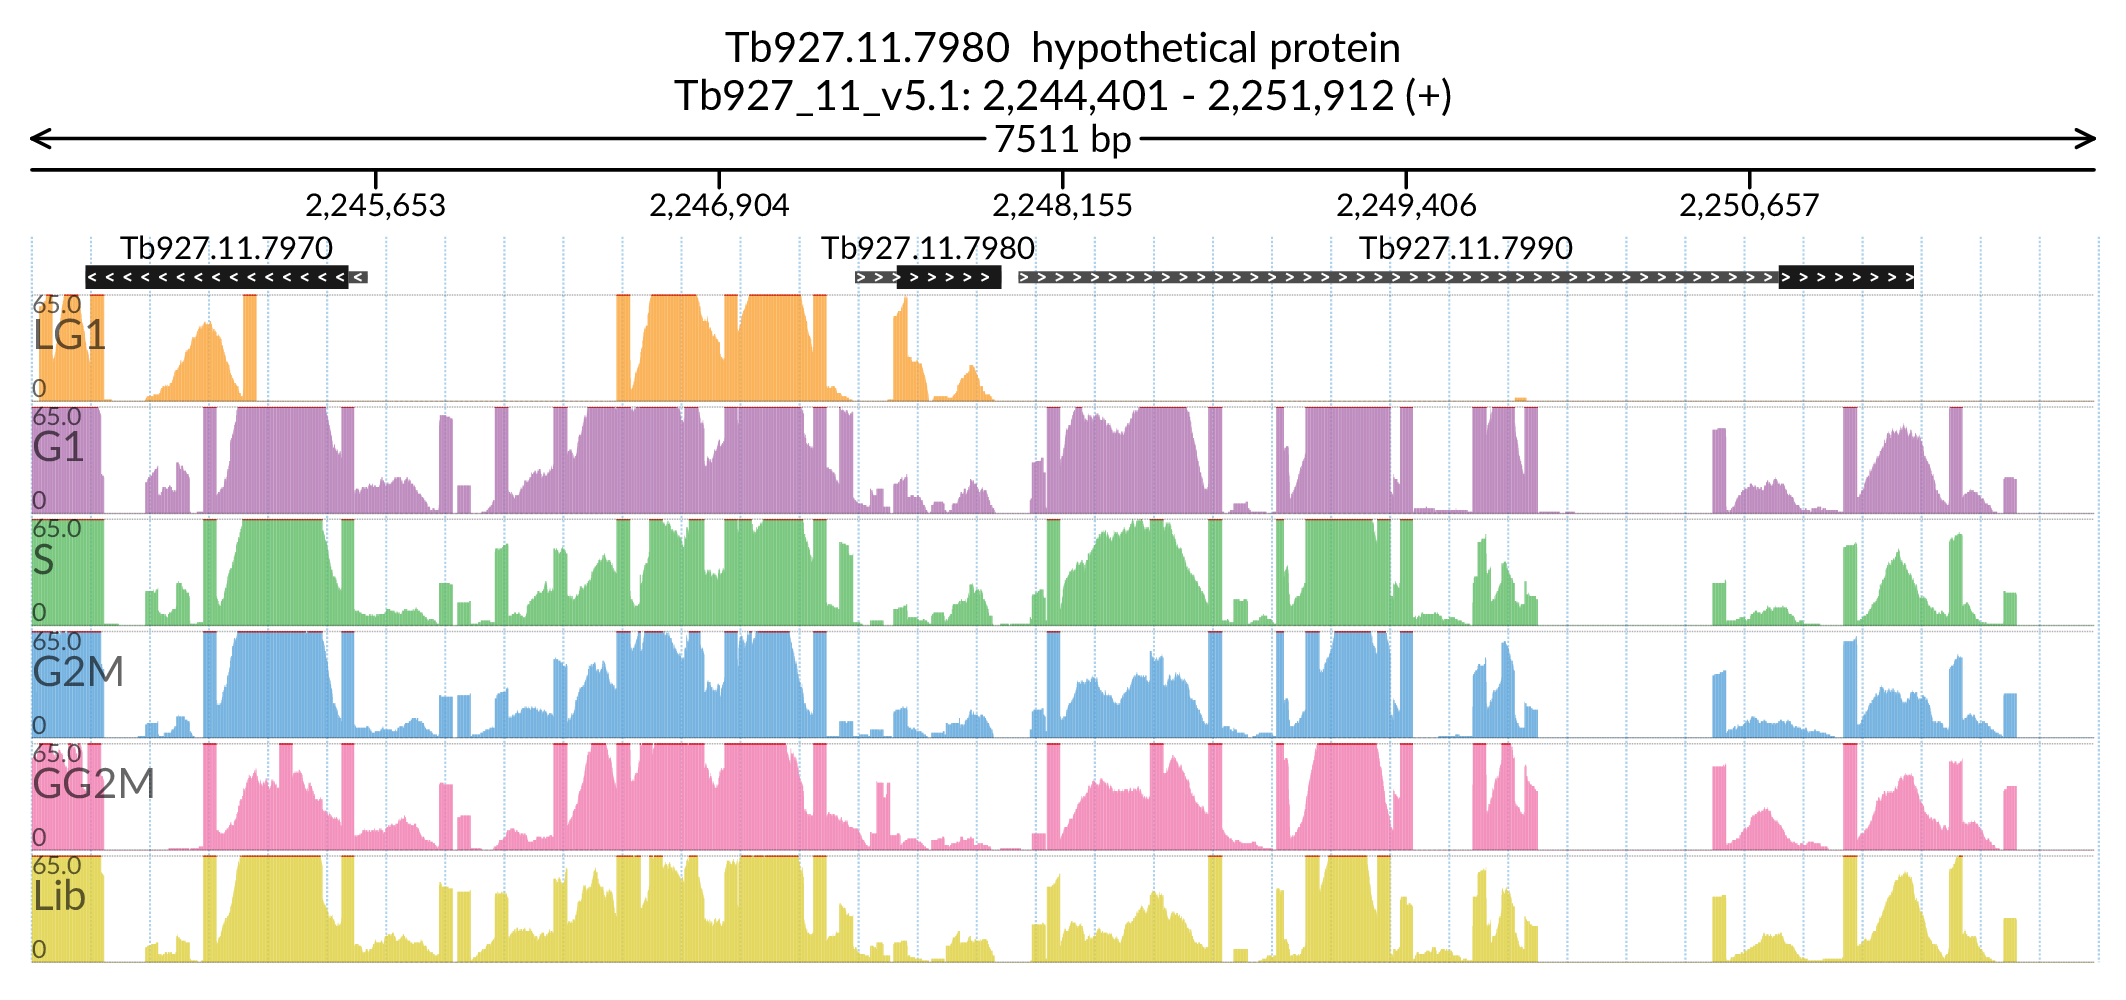 Tb927.11.7980  hypothetical protein
Tb927_11_v5.1: 2,244,401 - 2,251,912 (+)
7511 bp
2,245,653 2,246,904 2,248,155 2,249,406 2,250,657
Tb927.11.7970 Tb927.11.7980 Tb927.11.7990
65.0
LG1
0
65.0
G1
0
65.0
S
0
65.0
G2M
0
65.0
GG2M
0
65.0
Lib
0